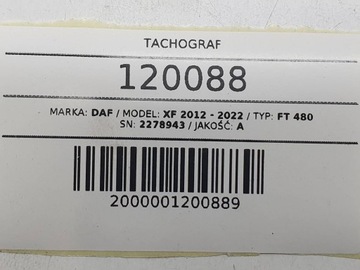 TACHOGRAF
120088
MARKA: DAF / MODEL: XF 2012 - 2022 / TYP: FT 480
SN: 2278943 / JAKOŚĆ: A
2000001200889